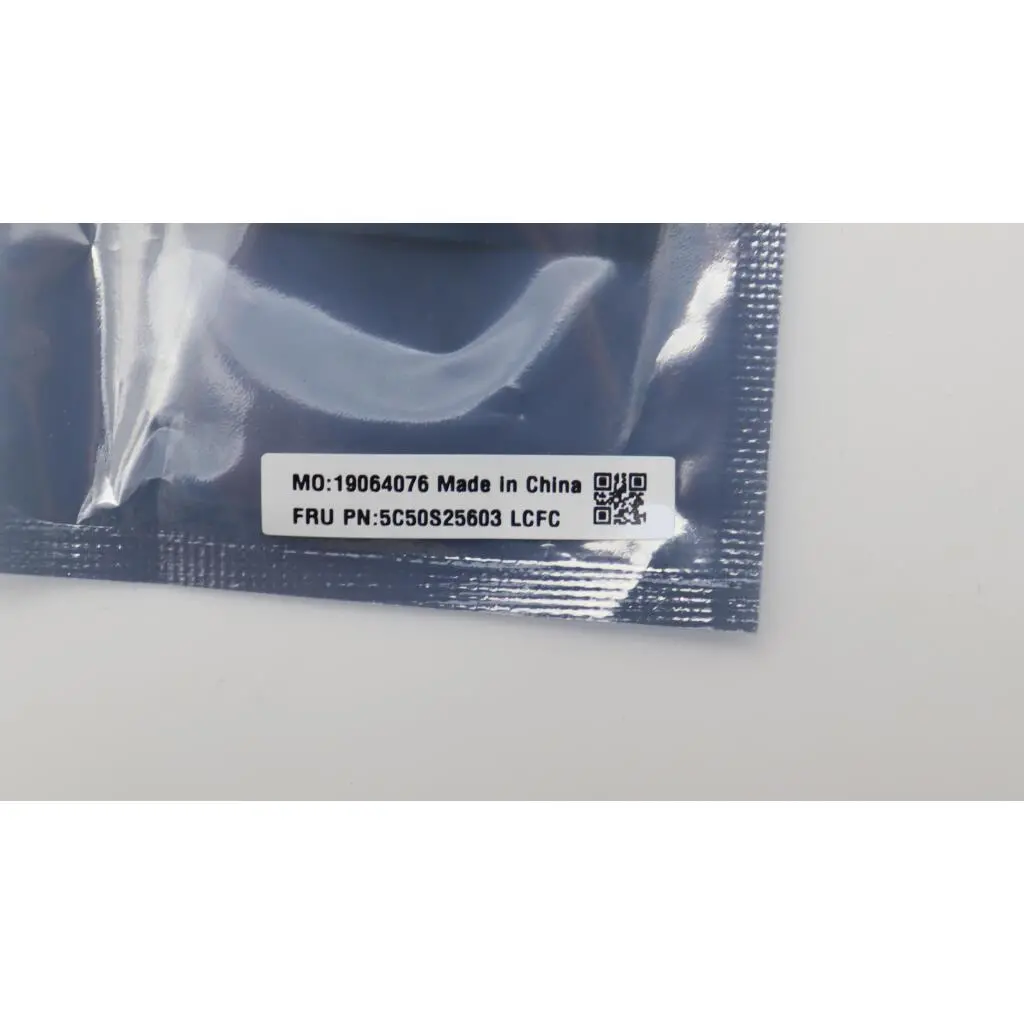 MO:19064076 Made in China
FRU PN:5C50S25603 LCFC